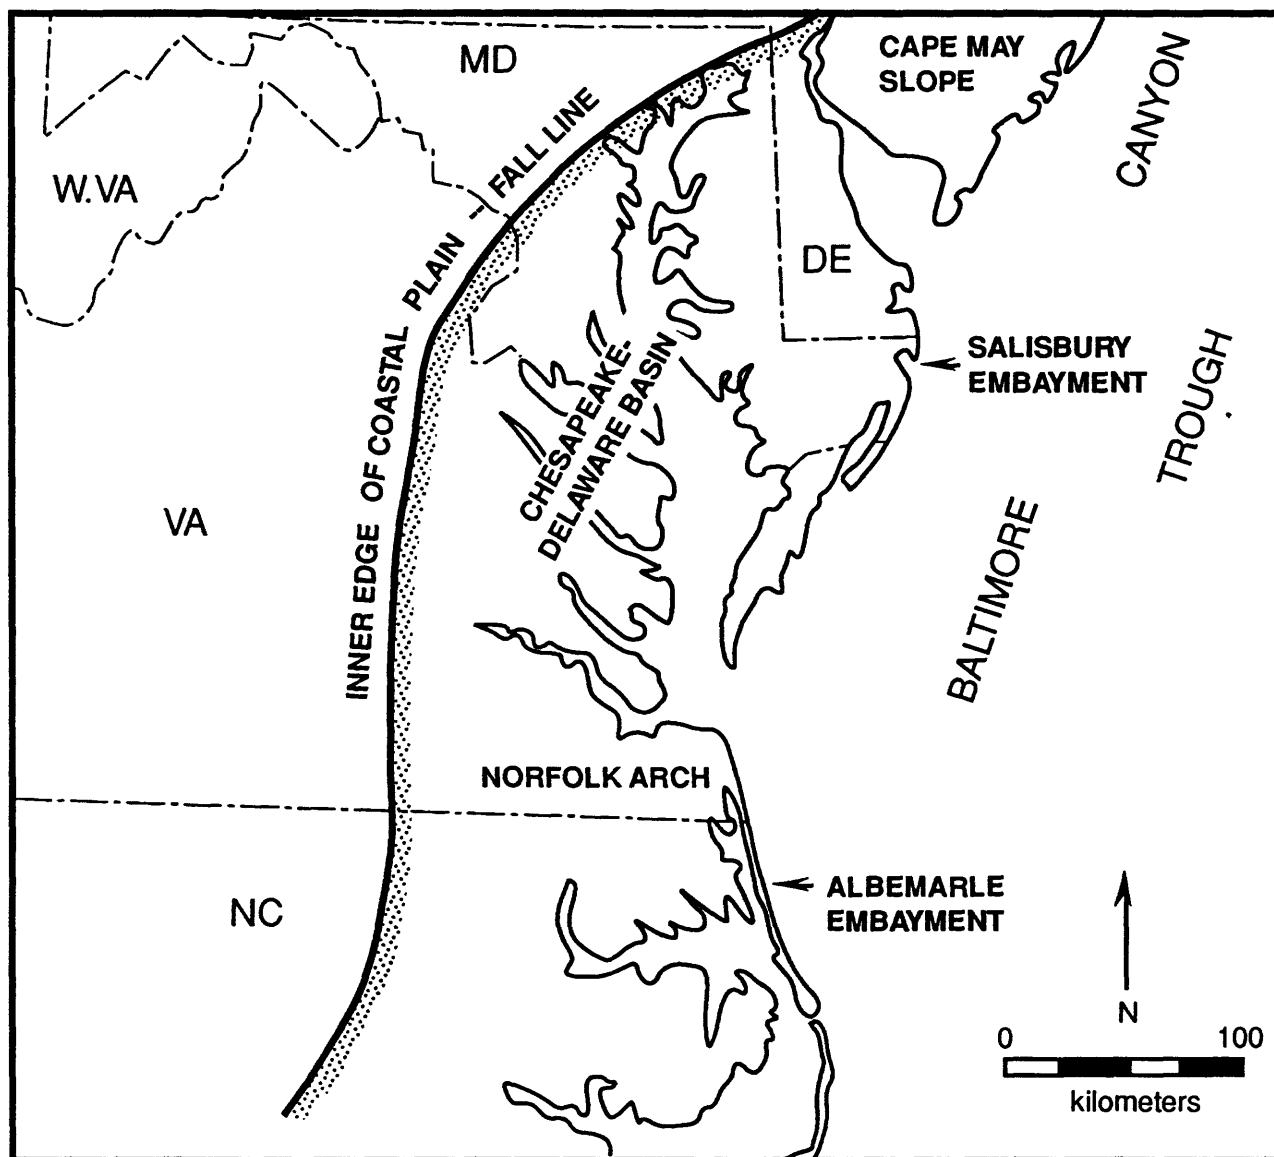 MD
CAPE MAY
SLOPE
CANYON
W.VA
INNER EDGE OF COASTAL PLAIN - FALL LINE
DE
SALISBURY
EMBAYMENT
CHESAPEAKE-
DELAWARE BASIN
TROUGH
VA
BALTIMORE
NORFOLK ARCH
NC
ALBEMARLE
EMBAYMENT
N
0 100
kilometers